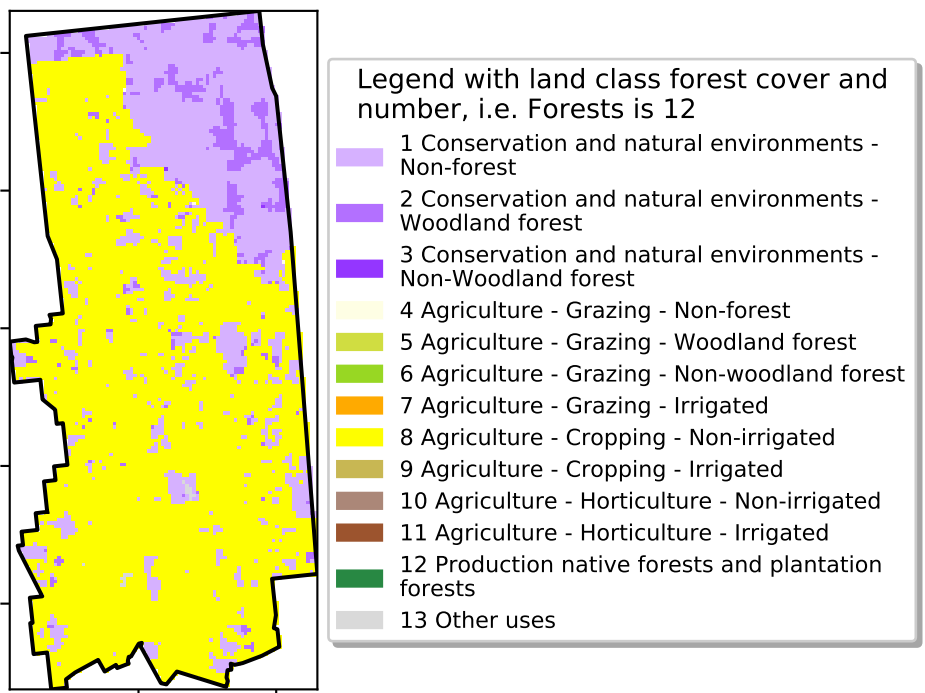 Legend with land class forest cover and
number, i.e. Forests is 12
1 Conservation and natural environments -
Non-forest
2 Conservation and natural environments -
Woodland forest
3 Conservation and natural environments -
Non-Woodland forest
4 Agriculture - Grazing - Non-forest
5 Agriculture - Grazing - Woodland forest
6 Agriculture - Grazing - Non-woodland forest
7 Agriculture - Grazing - Irrigated
8 Agriculture - Cropping - Non-irrigated
9 Agriculture - Cropping - Irrigated
10 Agriculture - Horticulture - Non-irrigated
11 Agriculture - Horticulture - Irrigated
12 Production native forests and plantation
forests
13 Other uses